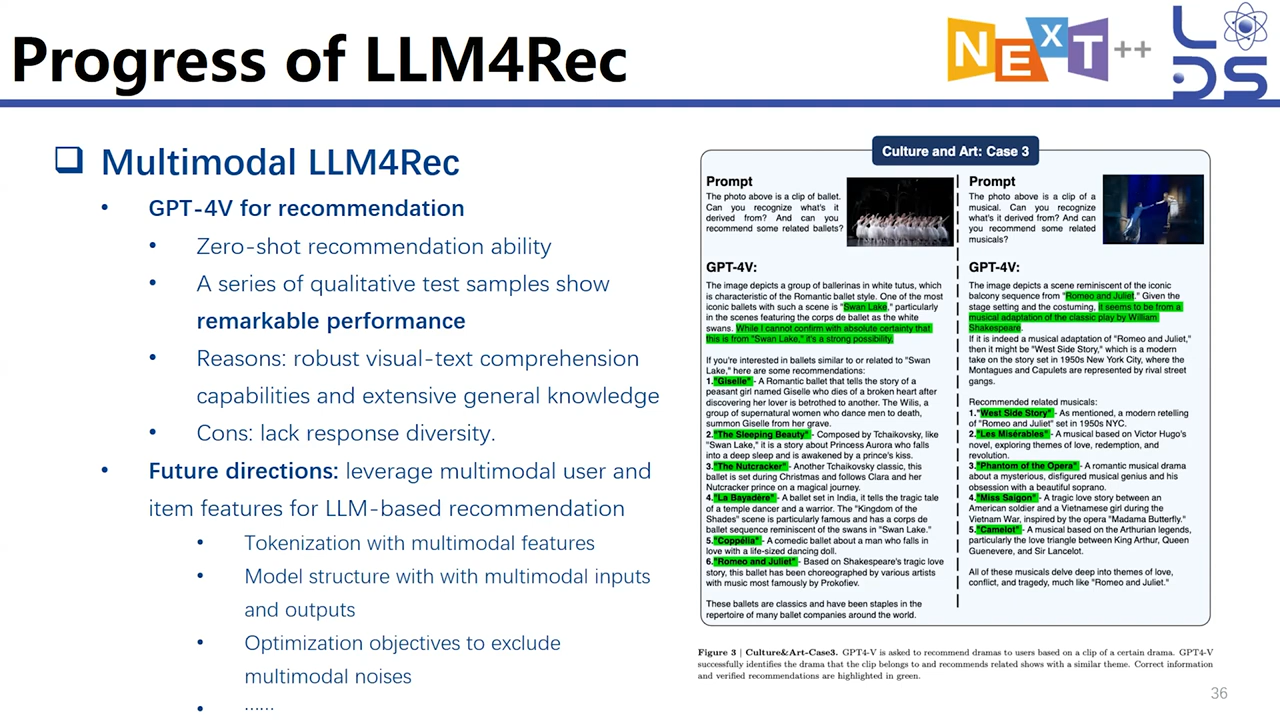 Progress of LLM4Rec
NExT++
LDS
Multimodal LLM4Rec
• GPT-4V for recommendation
• Zero-shot recommendation ability
• A series of qualitative test samples show
remarkable performance
• Reasons: robust visual-text comprehension
capabilities and extensive general knowledge
• Cons: lack response diversity.
• Future directions: leverage multimodal user and
item features for LLM-based recommendation
• Tokenization with multimodal features
• Model structure with with multimodal inputs
and outputs
• Optimization objectives to exclude
multimodal noises
• ......
Culture and Art: Case 3
Prompt
The photo above is a clip of ballet.
Can you recognize what's it
derived from? And can you
recommend some related ballets?
GPT-4V:
The image depicts a group of ballerinas in white tutus, which
is characteristic of the Romantic ballet style. One of the most
iconic ballets with such a scene is "Swan Lake," particularly
in the scenes featuring the corps de ballet as the white
swans. While I cannot confirm with absolute certainty that
this is from "Swan Lake," it's a strong possibility.
If you're interested in ballets similar to or related to "Swan
Lake," here are some recommendations:
1."Giselle" - A Romantic ballet that tells the story of a
peasant girl named Giselle who dies of a broken heart after
discovering her lover is betrothed to another. The Wilis, a
group of supernatural women who dance men to death,
summon Giselle from her grave.
2."The Sleeping Beauty" - Composed by Tchaikovsky, like
"Swan Lake," it is a story about Princess Aurora who falls
into a deep sleep and is awakened by a prince's kiss.
3."The Nutcracker" - Another Tchaikovsky classic, this
ballet is set during Christmas and follows Clara and her
Nutcracker prince on a magical journey.
4."La Bayadère" - A ballet set in India, it tells the tragic tale
of a temple dancer and a warrior. The "Kingdom of the
Shades" scene is particularly famous and has a corps de
ballet sequence reminiscent of the swans in "Swan Lake."
5."Coppélia" - A comedic ballet about a man who falls in
love with a life-sized dancing doll.
6."Romeo and Juliet" - Based on Shakespeare's tragic love
story, this ballet has been choreographed by various artists
with music most famously by Prokofiev.
These ballets are classics and have been staples in the
repertoire of many ballet companies around the world.
Prompt
The photo above is a clip of a
musical. Can you recognize
what's it derived from? And can
you recommend some related
musicals?
GPT-4V:
The image depicts a scene reminiscent of the iconic
balcony sequence from "Romeo and Juliet." Given the
stage setting and the costuming, it seems to be from a
musical adaptation of the classic play by William
Shakespeare.
If it is indeed a musical adaptation of "Romeo and Juliet,"
then it might be "West Side Story," which is a modern
take on the story set in 1950s New York City, where the
Montagues and Capulets are represented by rival street
gangs.
Recommended related musicals:
1."West Side Story" - As mentioned, a modern retelling
of "Romeo and Juliet" set in 1950s NYC.
2."Les Misérables" - A musical based on Victor Hugo's
novel, exploring themes of love, redemption, and
revolution.
3."Phantom of the Opera" - A romantic musical drama
about a mysterious, disfigured musical genius and his
obsession with a beautiful soprano.
4."Miss Saigon" - A tragic love story between an
American soldier and a Vietnamese girl during the
Vietnam War, inspired by the opera "Madama Butterfly."
5."Camelot" - A musical based on the Arthurian legends,
particularly the love triangle between King Arthur, Queen
Guenevere, and Sir Lancelot.
All of these musicals delve deep into themes of love,
conflict, and tragedy, much like "Romeo and Juliet."
Figure 3 | Culture&Art-Case3. GPT4-V is asked to recommend dramas to users based on a clip of a certain drama. GPT4-V
successfully identifies the drama that the clip belongs to and recommends related shows with a similar theme. Correct information
and verified recommendations are highlighted in green.
36